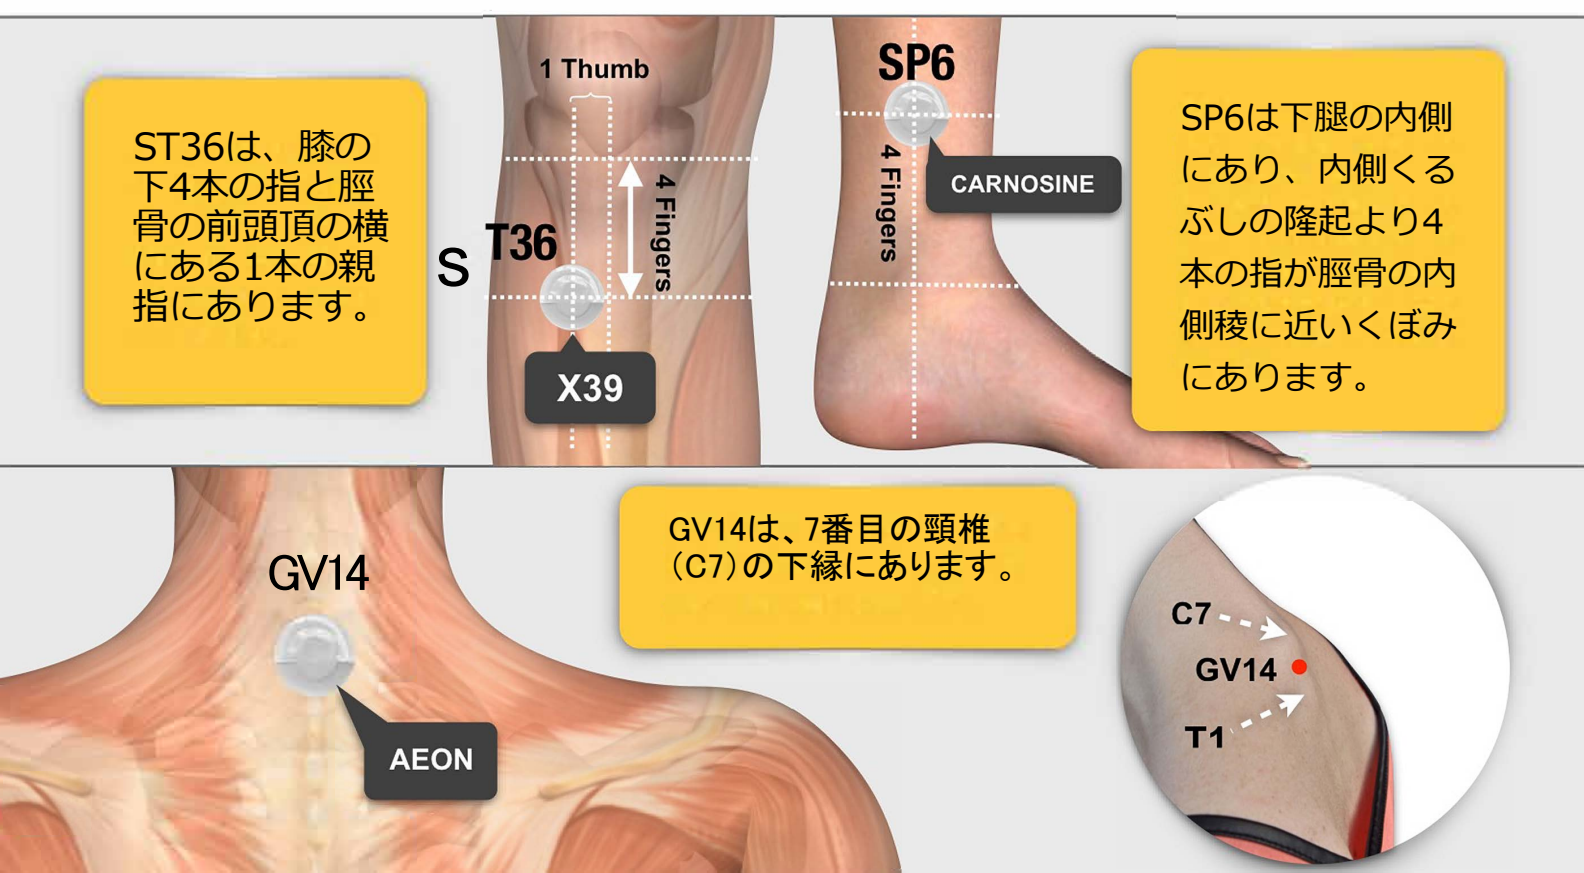 ST36は、膝の
下4本の指と脛
骨の前頭頂の横
にある1本の親
指にあります。
1 Thumb
4 Fingers
S T36
X39
SP6
4 Fingers
CARNOSINE
SP6は下腿の内側
にあり、内側くる
ぶしの隆起より4
本の指が脛骨の内
側稜に近いくぼみ
にあります。
GV14
AEON
GV14は、7番目の頸椎
（C7）の下縁にあります。
C7
GV14
T1